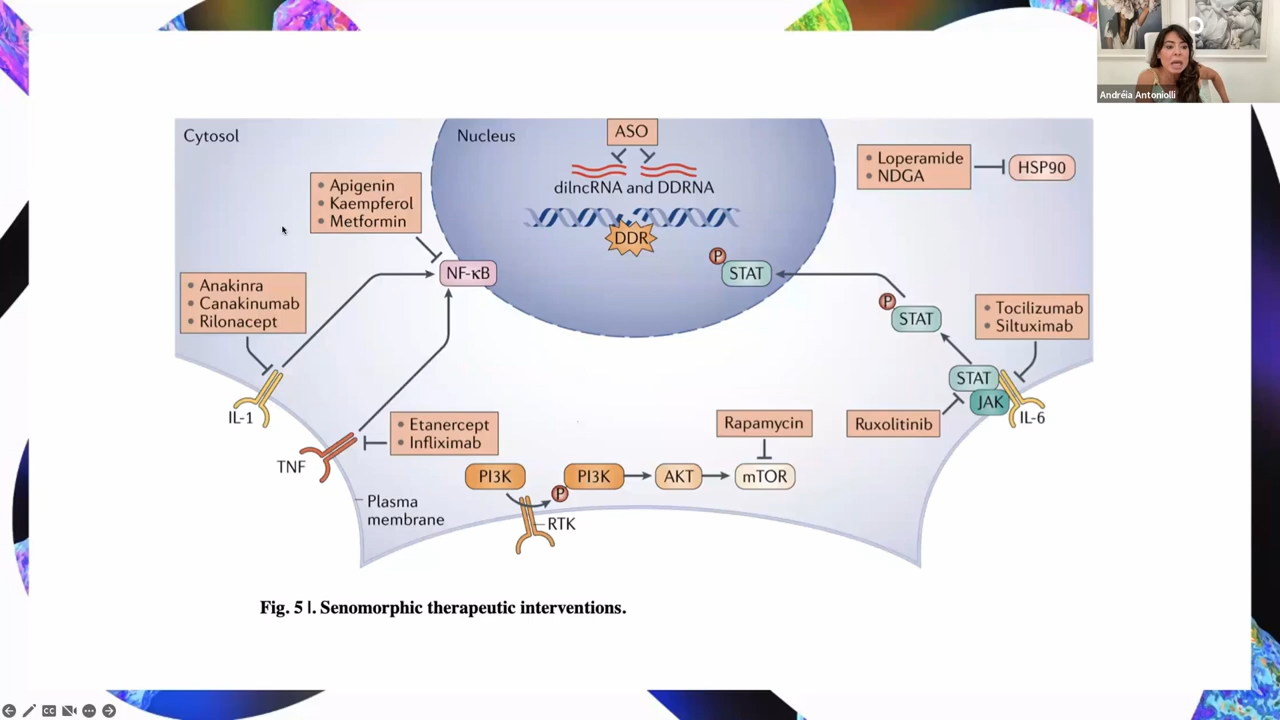 Andréia Antoniolli
Cytosol
Nucleus
ASO
dilncRNA and DDRNA
DDR
• Loperamide
• NDGA
HSP90
• Apigenin
• Kaempferol
• Metformin
NF-κB
P
STAT
P
STAT
• Anakinra
• Canakinumab
• Rilonacept
• Tocilizumab
• Siltuximab
STAT
JAK
IL-1
IL-6
Ruxolitinib
• Etanercept
• Infliximab
TNF
Rapamycin
PI3K
P
PI3K
AKT
mTOR
Plasma
membrane
RTK
Fig. 5 |. Senomorphic therapeutic interventions.
CC